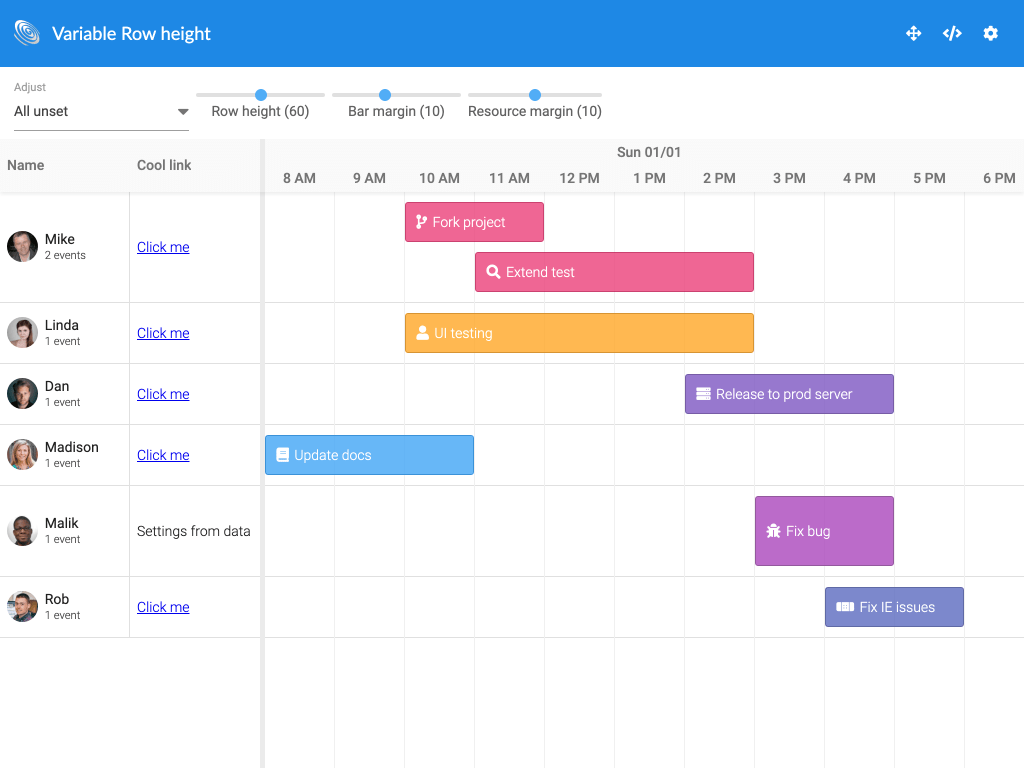 Variable Row height
Adjust
All unset
Row height (60)
Bar margin (10)
Resource margin (10)
Name
Cool link
Sun 01/01
8 AM 9 AM 10 AM 11 AM 12 PM 1 PM 2 PM 3 PM 4 PM 5 PM 6 PM
Mike
2 events
Click me
Fork project
Extend test
Linda
1 event
Click me
UI testing
Dan
1 event
Click me
Release to prod server
Madison
1 event
Click me
Update docs
Malik
1 event
Settings from data
Fix bug
Rob
1 event
Click me
Fix IE issues